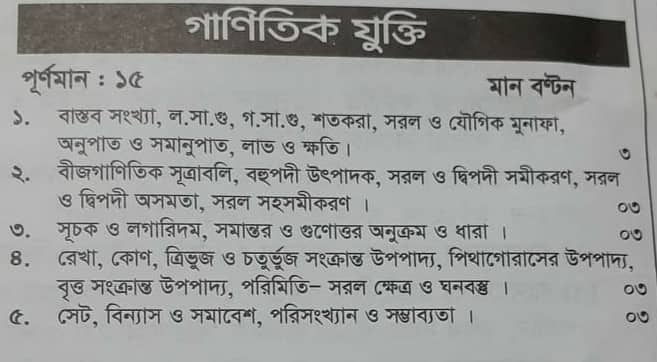 গাণিতিক যুক্তি
পূর্ণমান : ১৫ মান বণ্টন
১. বাস্তব সংখ্যা, ল.সা.গু, গ.সা.গু, শতকরা, সরল ও যৌগিক মুনাফা,
অনুপাত ও সমানুপাত, লাভ ও ক্ষতি। ৩
২. বীজগাণিতিক সূত্রাবলি, বহুপদী উৎপাদক, সরল ও দ্বিপদী সমীকরণ, সরল
ও দ্বিপদী অসমতা, সরল সহসমীকরণ । ০৩
৩. সূচক ও লগারিদম, সমান্তর ও গুণোত্তর অনুক্রম ও ধারা । ০৩
৪. রেখা, কোণ, ত্রিভুজ ও চতুর্ভুজ সংক্রান্ত উপপাদ্য, পিথাগোরাসের উপপাদ্য,
বৃত্ত সংক্রান্ত উপপাদ্য, পরিমিতি– সরল ক্ষেত্র ও ঘনবস্তু । ০৩
৫. সেট, বিন্যাস ও সমাবেশ, পরিসংখ্যান ও সম্ভাব্যতা । ০৩